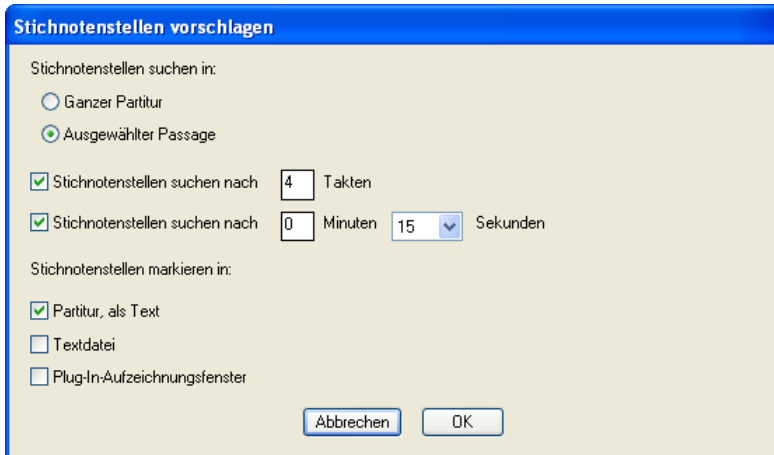 Stichnotenstellen vorschlagen
Stichnotenstellen suchen in:
Ganzer Partitur
Ausgewählter Passage
Stichnotenstellen suchen nach 4 Takten
Stichnotenstellen suchen nach 0 Minuten 15 Sekunden
Stichnotenstellen markieren in:
Partitur, als Text
Textdatei
Plug-In-Aufzeichnungsfenster
Abbrechen OK